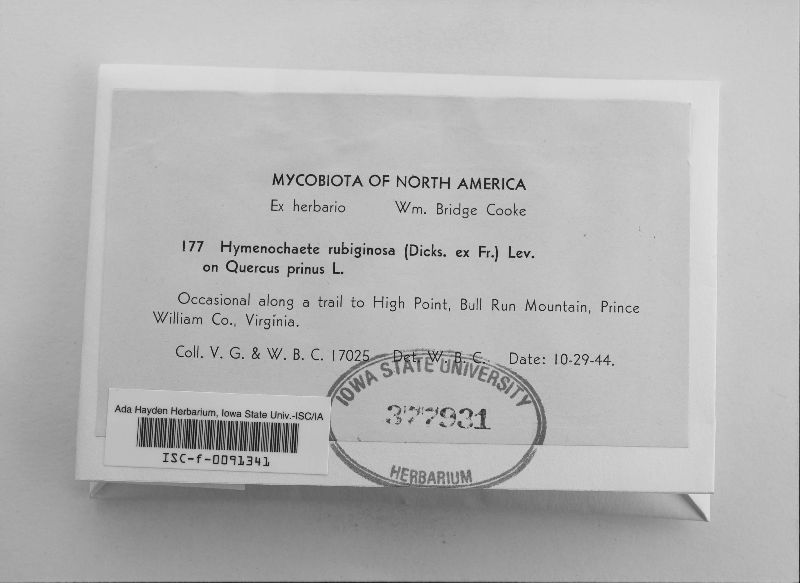 MYCOBIOTA OF NORTH AMERICA
Ex herbario Wm. Bridge Cooke
177 Hymenochaete rubiginosa (Dicks. ex Fr.) Lev.
on Quercus prinus L.
Occasional along a trail to High Point, Bull Run Mountain, Prince
William Co., Virginia.
Coll. V. G. & W. B. C. 17025 Det. W. B. C. Date: 10-29-44.
IOWA STATE UNIVERSITY
377931
HERBARIUM
Ada Hayden Herbarium, Iowa State Univ.-ISC/IA
ISC-f-0091341